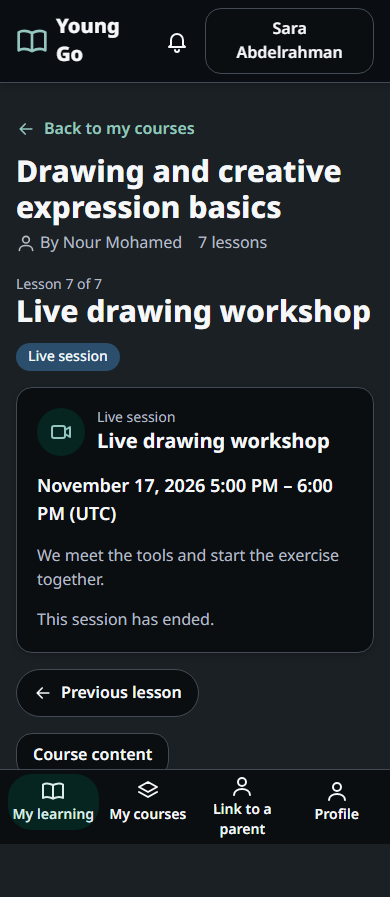 Young
Go
Sara
Abdelrahman
Back to my courses
Drawing and creative
expression basics
By Nour Mohamed 7 lessons
Lesson 7 of 7
Live drawing workshop
Live session
Live session
Live drawing workshop
November 17, 2026 5:00 PM – 6:00
PM (UTC)
We meet the tools and start the exercise
together.
This session has ended.
Previous lesson
Course content
My learning
My courses
Link to a
parent
Profile